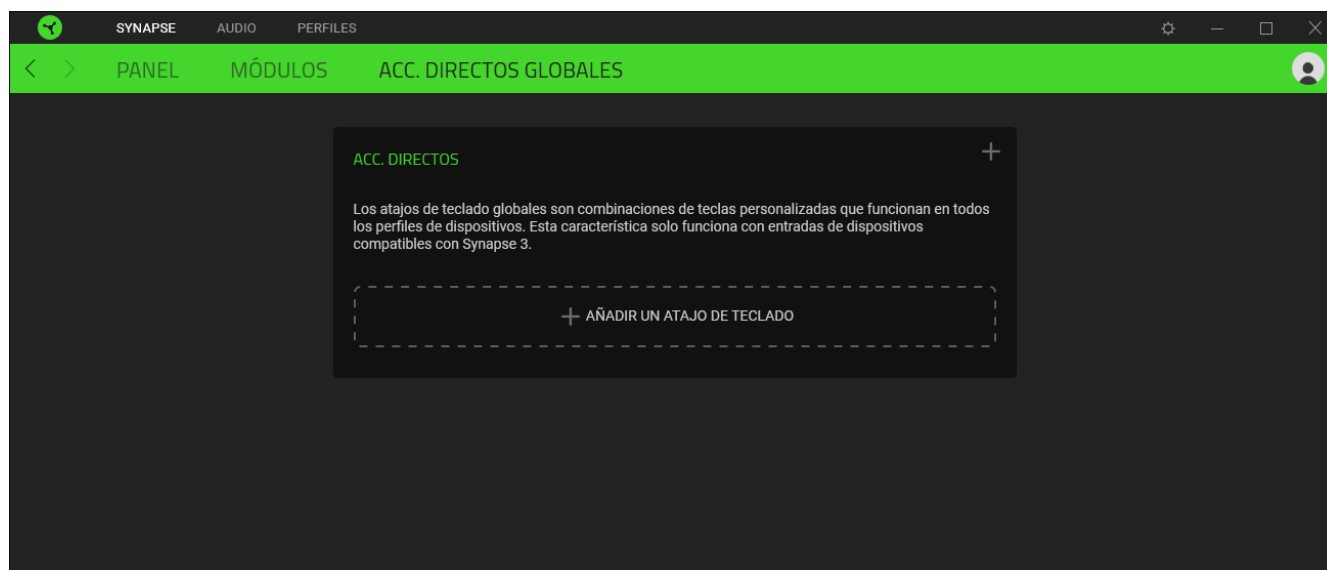 SYNAPSE AUDIO PERFILES
PANEL MÓDULOS ACC. DIRECTOS GLOBALES
ACC. DIRECTOS
Los atajos de teclado globales son combinaciones de teclas personalizadas que funcionan en todos
los perfiles de dispositivos. Esta característica solo funciona con entradas de dispositivos
compatibles con Synapse 3.
AÑADIR UN ATAJO DE TECLADO